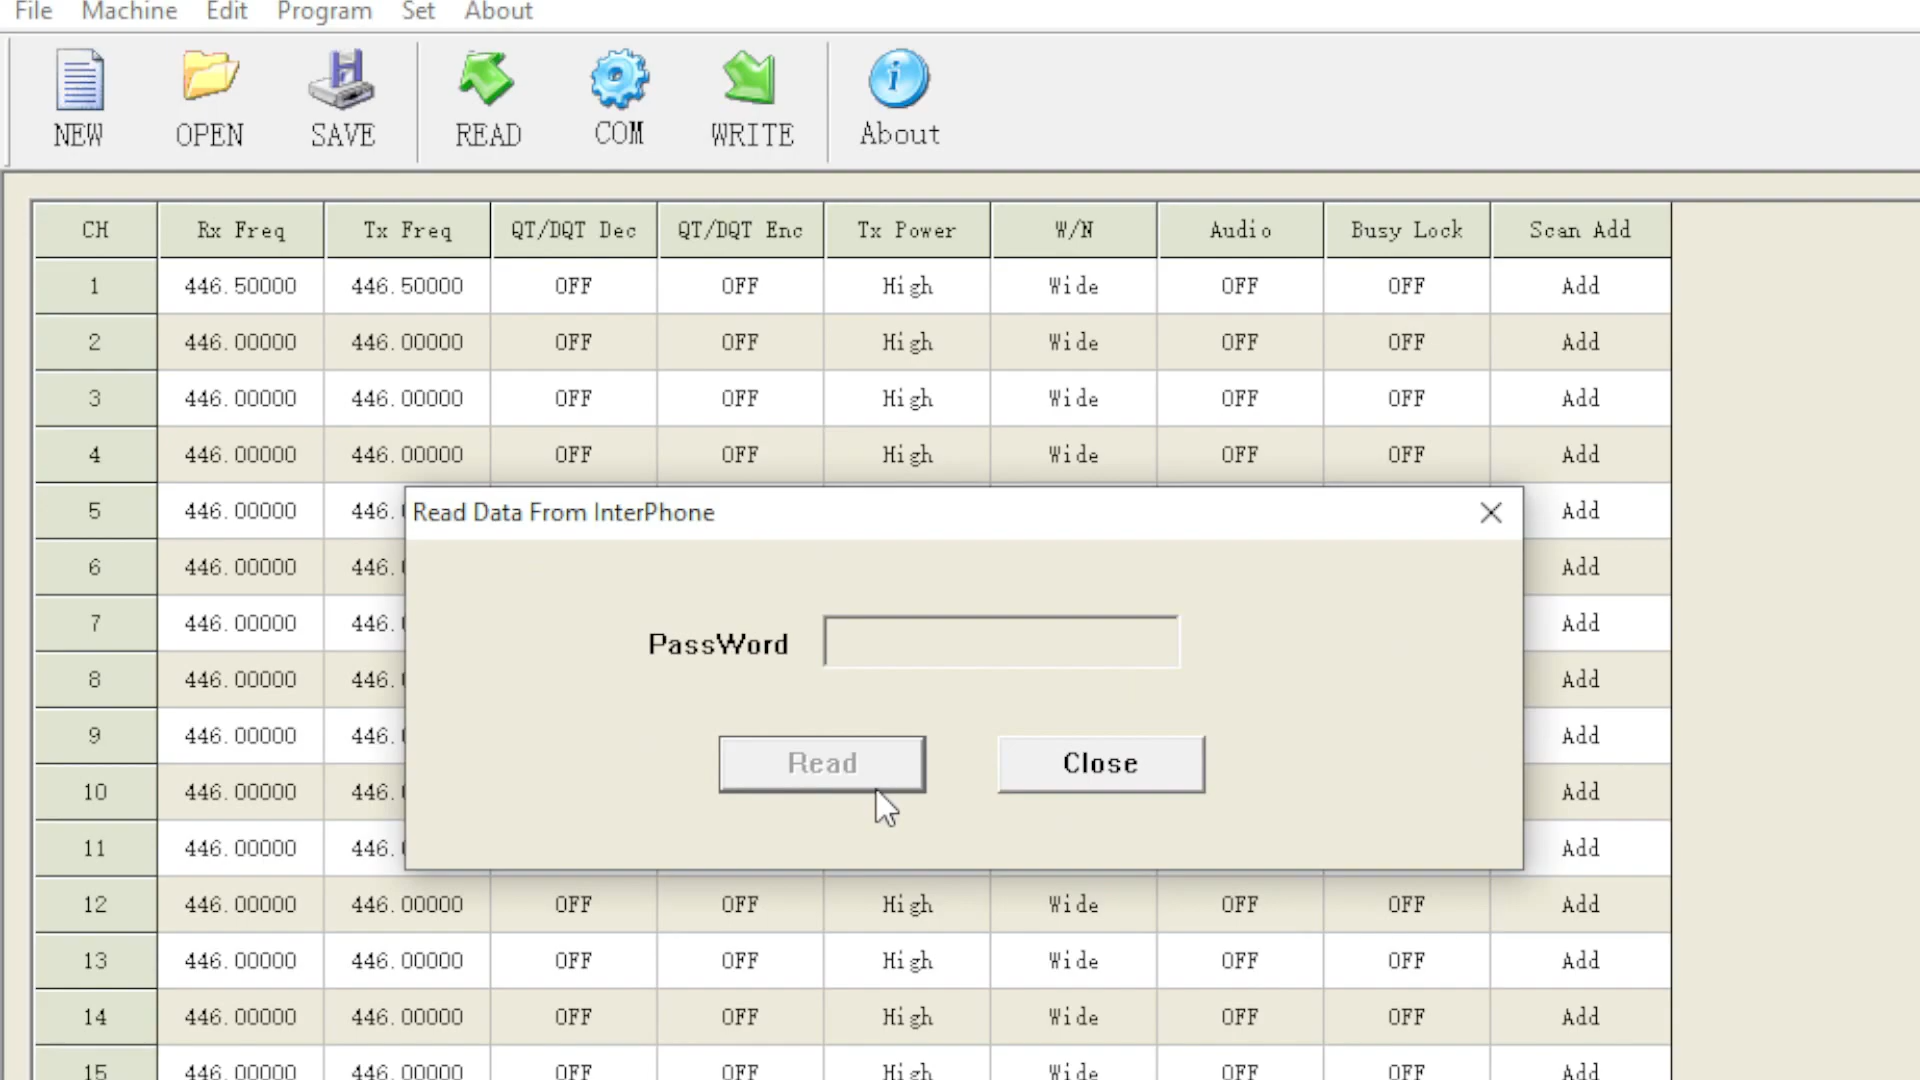 File Machine Edit Program Set About
NEW OPEN SAVE READ COM WRITE About
CH Rx Freq Tx Freq QT/DQT Dec QT/DQT Enc Tx Power W/N Audio Busy Lock Scan Add
1 446.50000 446.50000 OFF OFF High Wide OFF OFF Add
2 446.00000 446.00000 OFF OFF High Wide OFF OFF Add
3 446.00000 446.00000 OFF OFF High Wide OFF OFF Add
4 446.00000 446.00000 OFF OFF High Wide OFF OFF Add
5 446.00000 446. Read Data From InterPhone Add
6 446.00000 446. Add
7 446.00000 446. Add
PassWord
8 446.00000 446. Add
9 446.00000 446. Add
Read Close
10 446.00000 446. Add
11 446.00000 446. Add
12 446.00000 446.00000 OFF OFF High Wide OFF OFF Add
13 446.00000 446.00000 OFF OFF High Wide OFF OFF Add
14 446.00000 446.00000 OFF OFF High Wide OFF OFF Add
15 446.00000 446.00000 OFF OFF High Wide OFF OFF Add